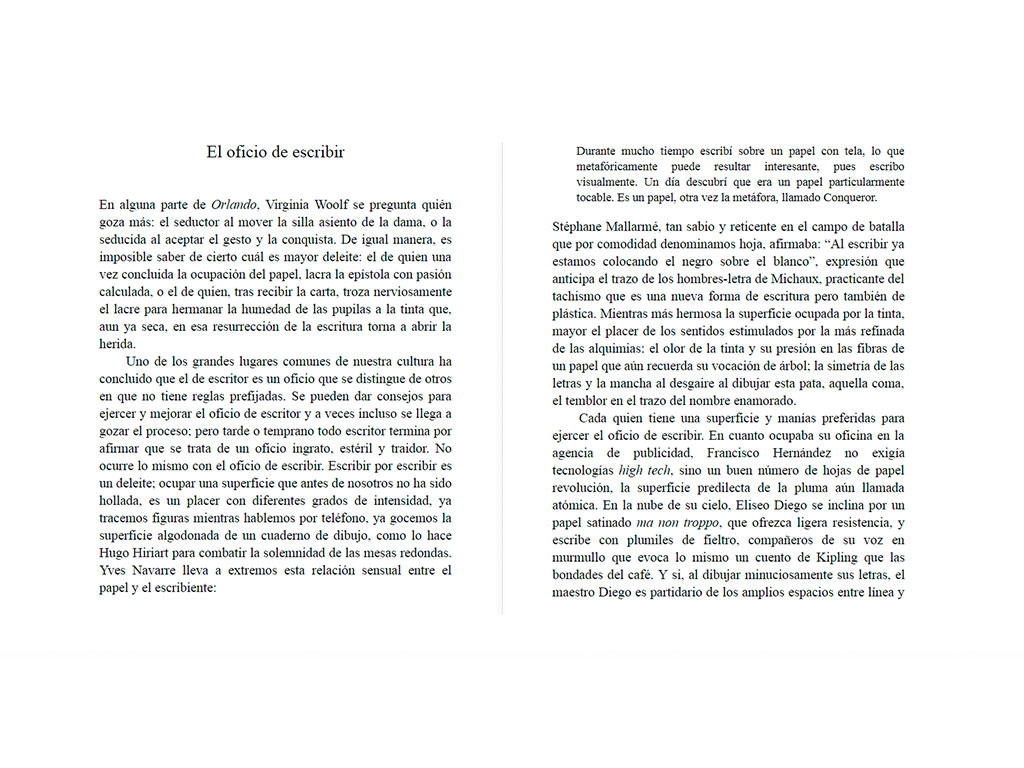 El oficio de escribir
En alguna parte de Orlando, Virginia Woolf se pregunta quién
goza más: el seductor al mover la silla asiento de la dama, o la
seducida al aceptar el gesto y la conquista. De igual manera, es
imposible saber de cierto cuál es mayor deleite: el de quien una
vez concluida la ocupación del papel, lacra la epístola con pasión
calculada, o el de quien, tras recibir la carta, troza nerviosamente
el lacre para hermanar la humedad de las pupilas a la tinta que,
aun ya seca, en esa resurrección de la escritura torna a abrir la
herida.
Uno de los grandes lugares comunes de nuestra cultura ha
concluido que el de escritor es un oficio que se distingue de otros
en que no tiene reglas prefijadas. Se pueden dar consejos para
ejercer y mejorar el oficio de escritor y a veces incluso se llega a
gozar el proceso; pero tarde o temprano todo escritor termina por
afirmar que se trata de un oficio ingrato, estéril y traidor. No
ocurre lo mismo con el oficio de escribir. Escribir por escribir es
un deleite; ocupar una superficie que antes de nosotros no ha sido
hollada, es un placer con diferentes grados de intensidad, ya
tracemos figuras mientras hablemos por teléfono, ya gocemos la
superficie algodonada de un cuaderno de dibujo, como lo hace
Hugo Hiriart para combatir la solemnidad de las mesas redondas.
Yves Navarre lleva a extremos esta relación sensual entre el
papel y el escribiente:
Durante mucho tiempo escribí sobre un papel con tela, lo que
metafóricamente puede resultar interesante, pues escribo
visualmente. Un día descubrí que era un papel particularmente
tocable. Es un papel, otra vez la metáfora, llamado Conqueror.
Stéphane Mallarmé, tan sabio y reticente en el campo de batalla
que por comodidad denominamos hoja, afirmaba: “Al escribir ya
estamos colocando el negro sobre el blanco”, expresión que
anticipa el trazo de los hombres-letra de Michaux, practicante del
tachismo que es una nueva forma de escritura pero también de
plástica. Mientras más hermosa la superficie ocupada por la tinta,
mayor el placer de los sentidos estimulados por la más refinada
de las alquimias: el olor de la tinta y su presión en las fibras de
un papel que aún recuerda su vocación de árbol; la simetría de las
letras y la mancha al desgaire al dibujar esta pata, aquella coma,
el temblor en el trazo del nombre enamorado.
Cada quien tiene una superficie y manías preferidas para
ejercer el oficio de escribir. En cuanto ocupaba su oficina en la
agencia de publicidad, Francisco Hernández no exigía
tecnologías high tech, sino un buen número de hojas de papel
revolución, la superficie predilecta de la pluma aún llamada
atómica. En la nube de su cielo, Eliseo Diego se inclina por un
papel satinado ma non troppo, que ofrezca ligera resistencia, y
escribe con plumiles de fieltro, compañeros de su voz en
murmullo que evoca lo mismo un cuento de Kipling que las
bondades del café. Y si, al dibujar minuciosamente sus letras, el
maestro Diego es partidario de los amplios espacios entre línea y